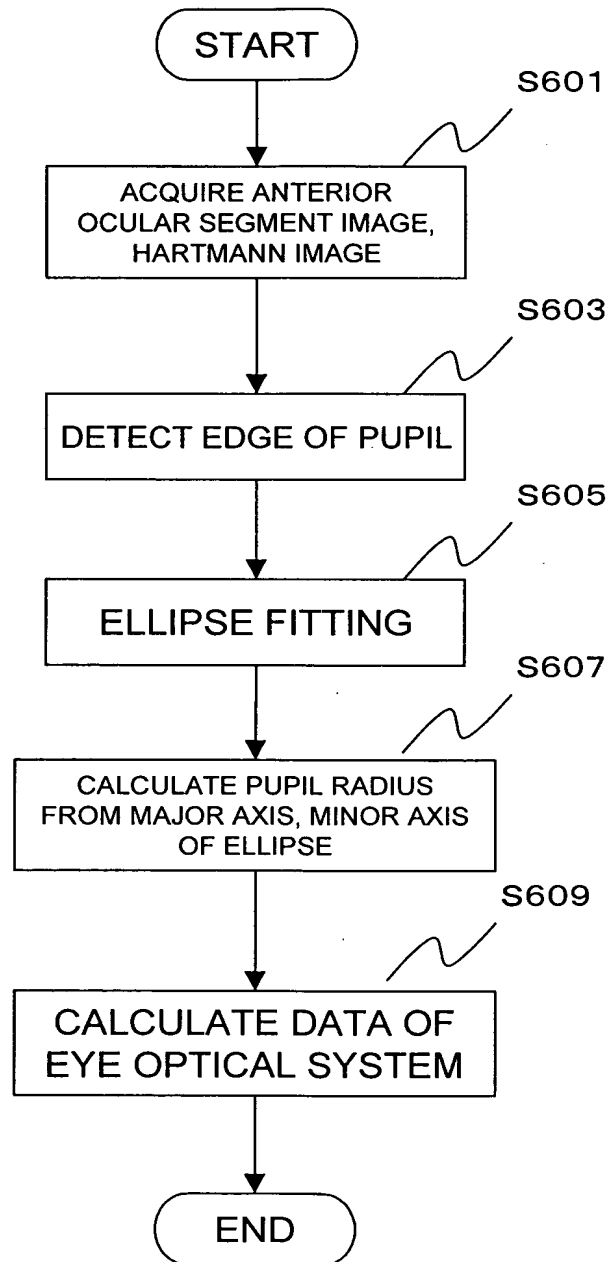 START
S601
ACQUIRE ANTERIOR
OCULAR SEGMENT IMAGE,
HARTMANN IMAGE
S603
DETECT EDGE OF PUPIL
S605
ELLIPSE FITTING
S607
CALCULATE PUPIL RADIUS
FROM MAJOR AXIS, MINOR AXIS
OF ELLIPSE
S609
CALCULATE DATA OF
EYE OPTICAL SYSTEM
END